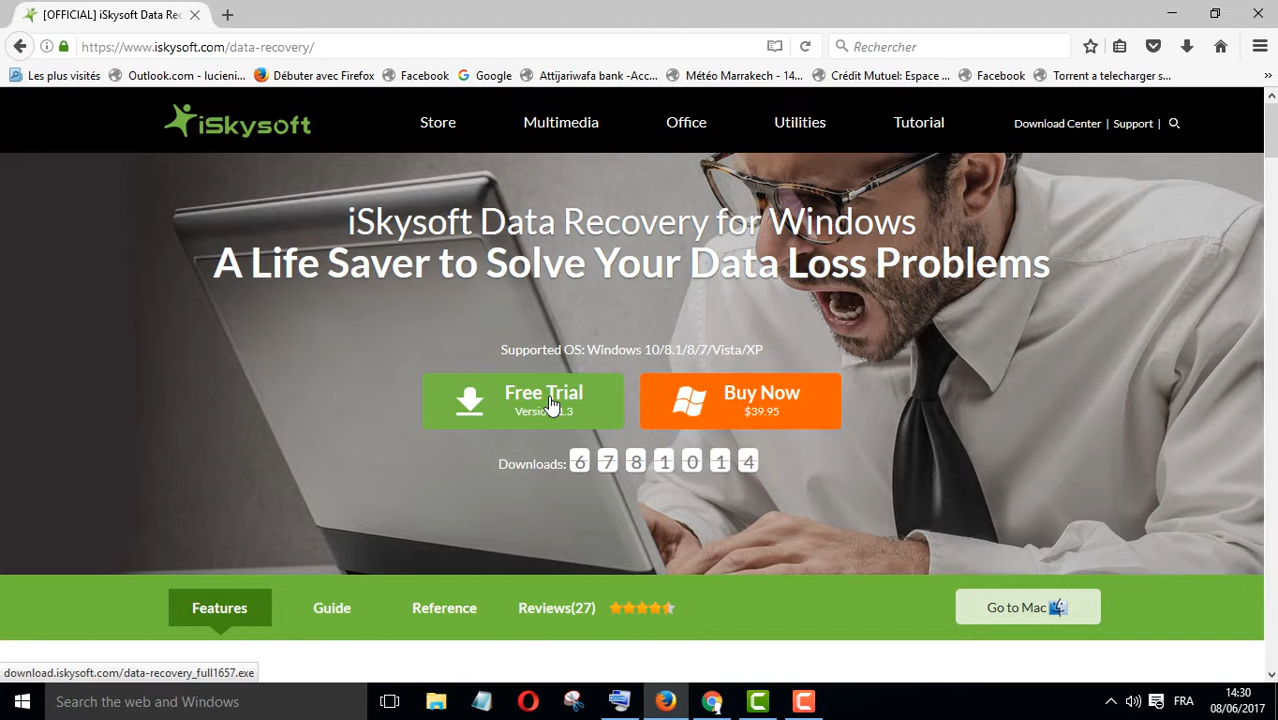 [OFFICIAL] iSkysoft Data Rec
https://www.iskysoft.com/data-recovery/
Rechercher
Les plus visités
Outlook.com - lucieni...
Débuter avec Firefox
Facebook
Google
Attijariwafa bank -Acc...
Météo Marrakech - 14...
Crédit Mutuel: Espace ...
Facebook
Torrent a telecharger s...
iSkysoft
Store
Multimedia
Office
Utilities
Tutorial
Download Center | Support |
iSkysoft Data Recovery for Windows
A Life Saver to Solve Your Data Loss Problems
Supported OS: Windows 10/8.1/8/7/Vista/XP
Free Trial
Buy Now
$39.95
Downloads: 6 7 8 1 0 1 4
Features
Guide
Reference
Reviews(27)
Go to Mac
download.iskysoft.com/data-recovery_full1657.exe
Search the web and Windows
FRA
14:30
08/06/2017